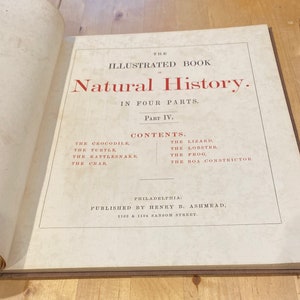 THE
ILLUSTRATED BOOK
OF
Natural History.
IN FOUR PARTS.
PART IV.
CONTENTS.
THE CROCODILE,
THE TURTLE,
THE RATTLESNAKE,
THE CRAB,
THE LIZARD,
THE LOBSTER,
THE FROG,
THE BOA CONSTRICTOR.
PHILADELPHIA:
PUBLISHED BY HENRY B. ASHMEAD,
1102 & 1104 SANSOM STREET.